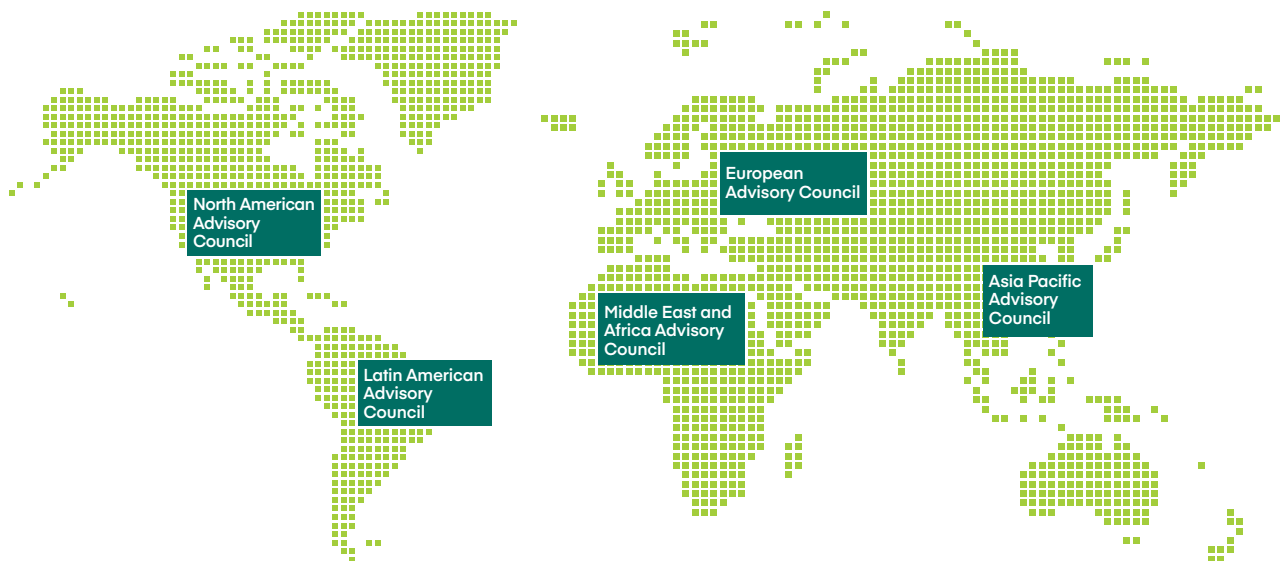 North American
Advisory
Council
European
Advisory Council
Asia Pacific
Advisory
Council
Middle East and
Africa Advisory
Council
Latin American
Advisory
Council